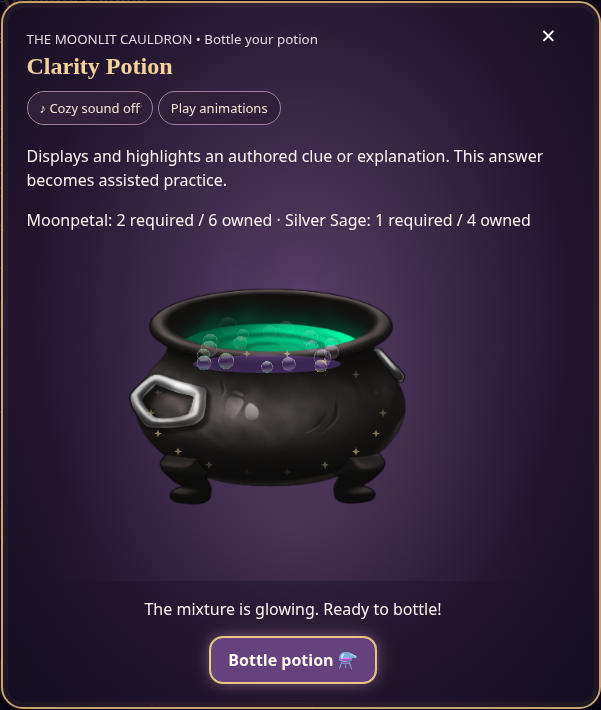 THE MOONLIT CAULDRON • Bottle your potion
✕
Clarity Potion
♪ Cozy sound off
Play animations
Displays and highlights an authored clue or explanation. This answer
becomes assisted practice.
Moonpetal: 2 required / 6 owned · Silver Sage: 1 required / 4 owned
The mixture is glowing. Ready to bottle!
Bottle potion ⚗️